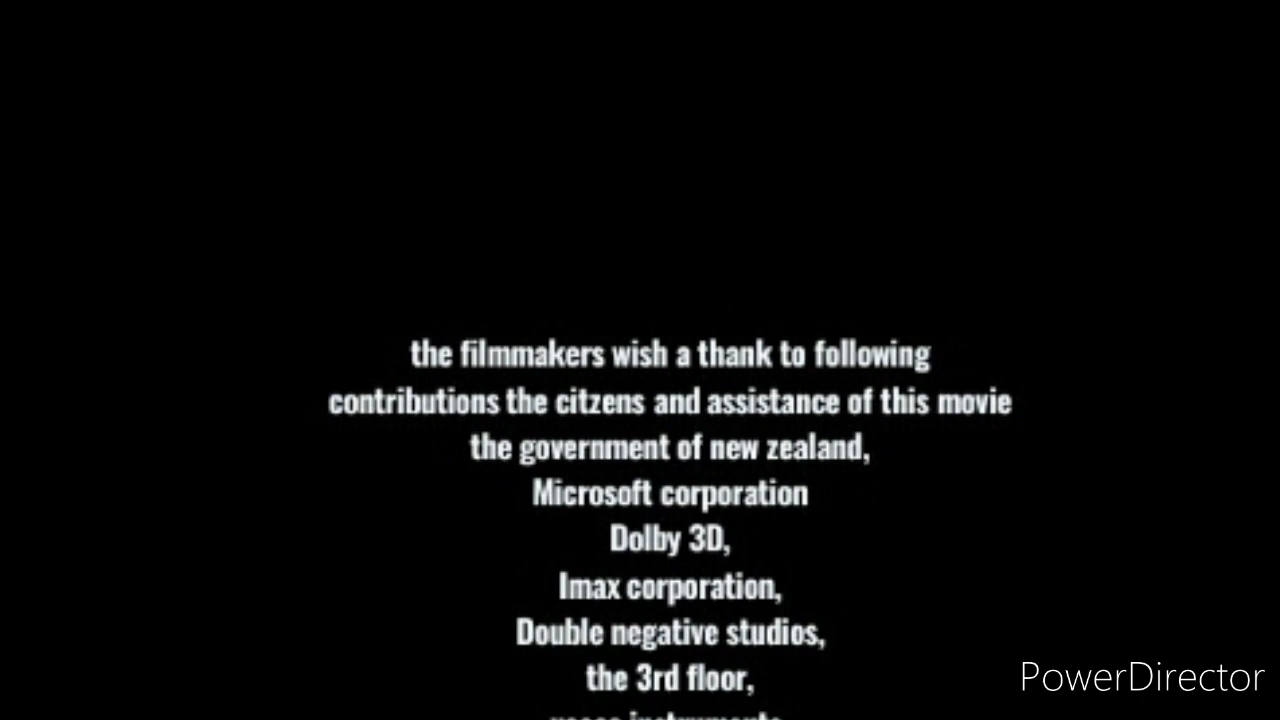 the filmmakers wish a thank to following
contributions the citzens and assistance of this movie
the government of new zealand,
Microsoft corporation
Dolby 3D,
Imax corporation,
Double negative studios,
the 3rd floor,
PowerDirector